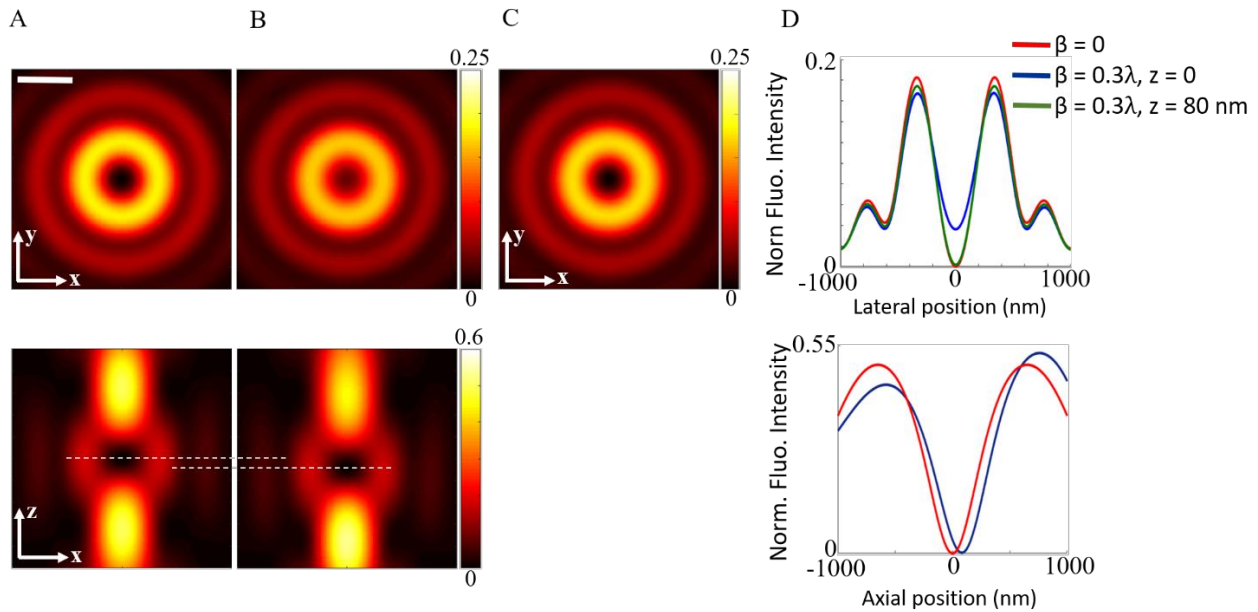 A
B
C
D
β = 0
β = 0.3λ, z = 0
β = 0.3λ, z = 80 nm
0.25
0
y
x
0.25
0
y
x
0.2
0
-1000
0
1000
Norn Fluo. Intensity
Lateral position (nm)
0.6
0
z
x
0.55
0
-1000
0
1000
Norm. Fluo. Intensity
Axial position (nm)